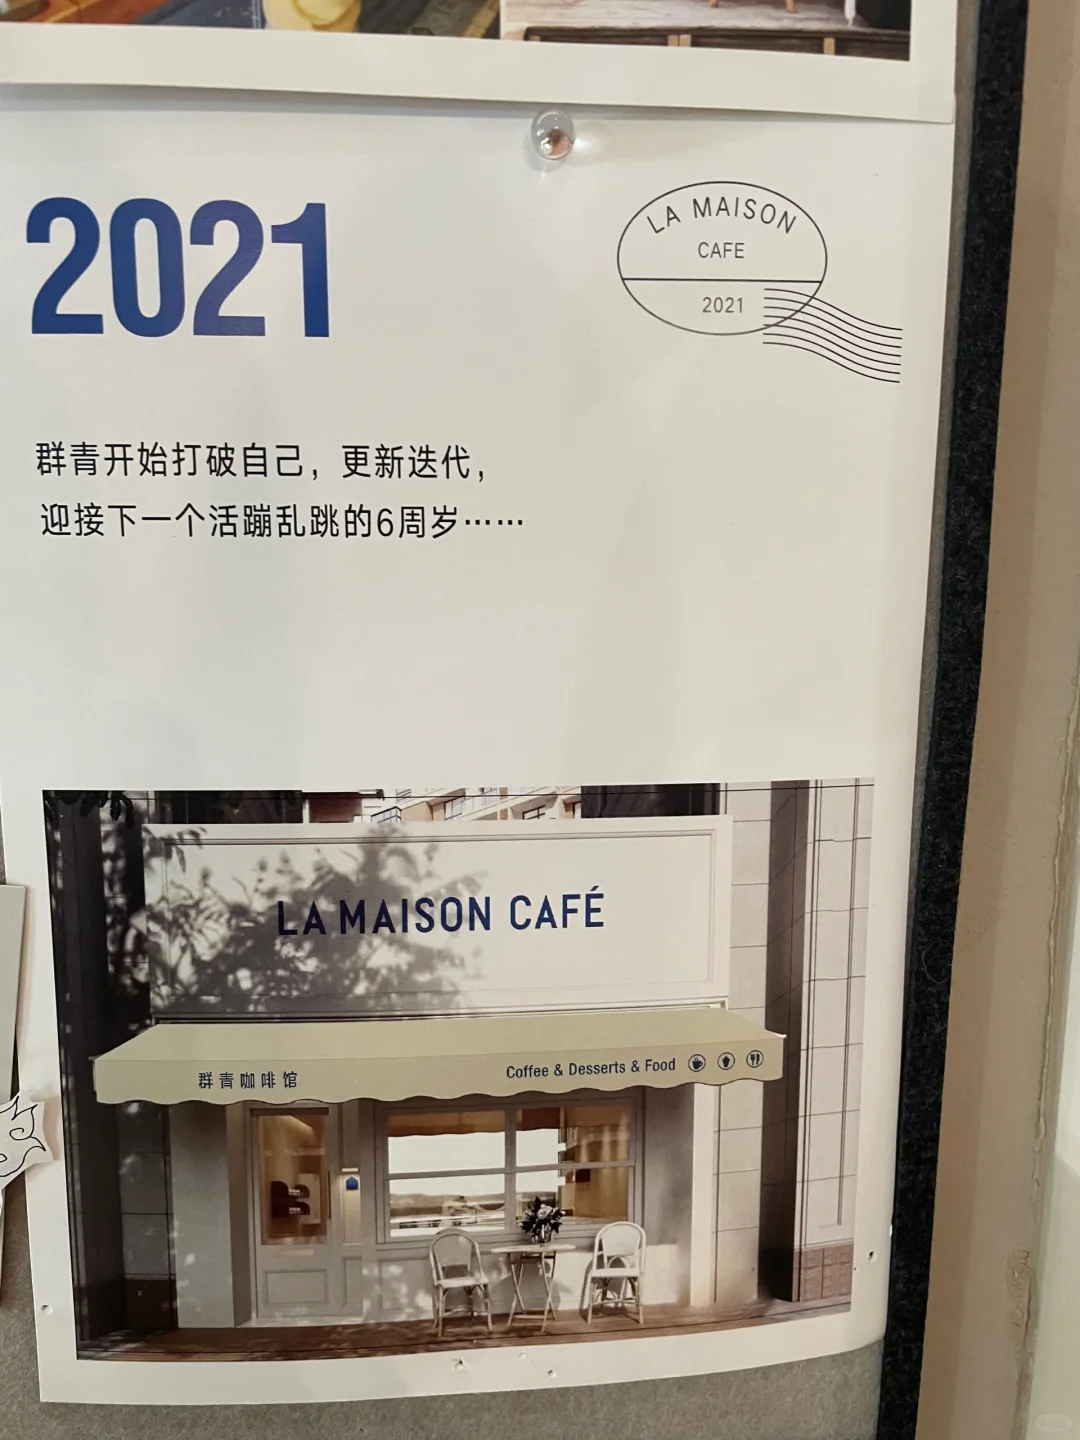 2021
LA MAISON
CAFE
2021
群青开始打破自己，更新迭代，
迎接下一个活蹦乱跳的6周岁……
LA MAISON CAFÉ
群青咖啡馆
Coffee & Desserts & Food